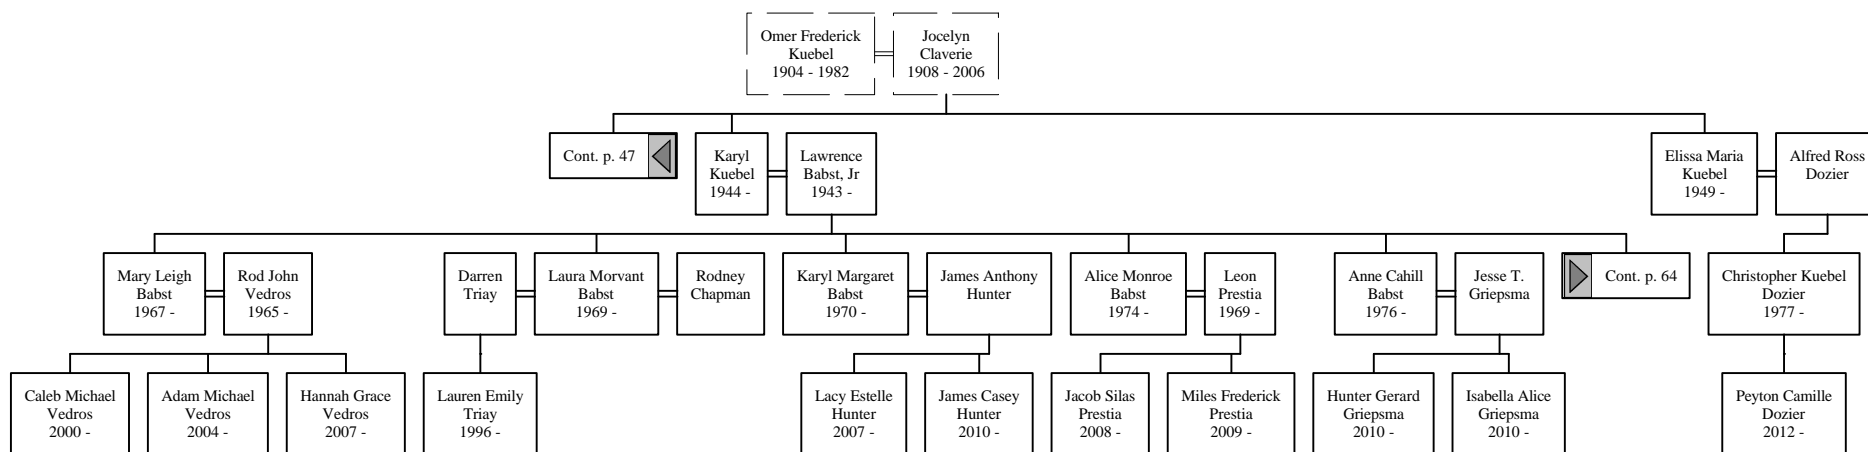 Omer Frederick
Kuebel
1904 - 1982
Jocelyn
Claverie
1908 - 2006
Cont. p. 47
Karyl
Kuebel
1944 -
Lawrence
Babst, Jr
1943 -
Elissa Maria
Kuebel
1949 -
Alfred Ross
Dozier
Mary Leigh
Babst
1967 -
Rod John
Vedros
1965 -
Darren
Triay
Laura Morvant
Babst
1969 -
Rodney
Chapman
Karyl Margaret
Babst
1970 -
James Anthony
Hunter
Alice Monroe
Babst
1974 -
Leon
Prestia
1969 -
Anne Cahill
Babst
1976 -
Jesse T.
Griepsma
Cont. p. 64
Christopher Kuebel
Dozier
1977 -
Caleb Michael
Vedros
2000 -
Adam Michael
Vedros
2004 -
Hannah Grace
Vedros
2007 -
Lauren Emily
Triay
1996 -
Lacy Estelle
Hunter
2007 -
James Casey
Hunter
2010 -
Jacob Silas
Prestia
2008 -
Miles Frederick
Prestia
2009 -
Hunter Gerard
Griepsma
2010 -
Isabella Alice
Griepsma
2010 -
Peyton Camille
Dozier
2012 -